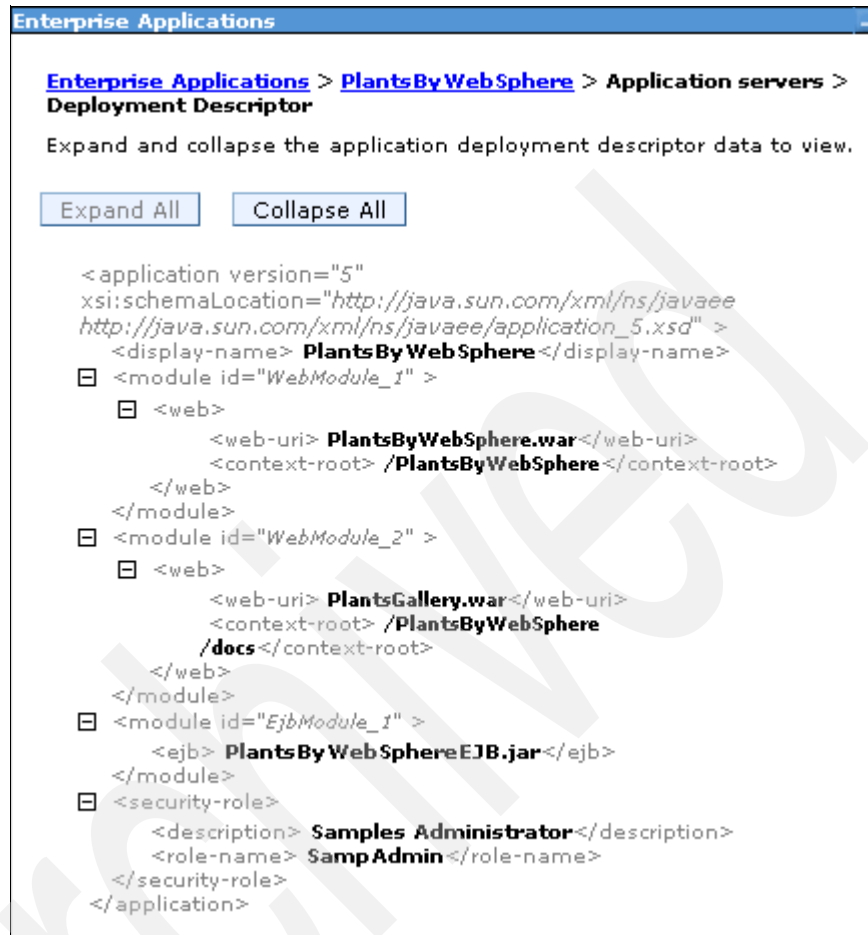 Enterprise Applications
Enterprise Applications > PlantsByWebSphere > Application servers >
Deployment Descriptor
Expand and collapse the application deployment descriptor data to view.
Expand All Collapse All
<application version="5"
xsi:schemaLocation="http://java.sun.com/xml/ns/javaee
http://java.sun.com/xml/ns/javaee/application_5.xsd" >
<display-name> PlantsByWebSphere</display-name>
<module id="WebModule_1" >
<web>
<web-uri> PlantsByWebSphere.war</web-uri>
<context-root> /PlantsByWebSphere</context-root>
</web>
</module>
<module id="WebModule_2" >
<web>
<web-uri> PlantsGallery.war</web-uri>
<context-root> /PlantsByWebSphere
/docs</context-root>
</web>
</module>
<module id="EjbModule_1" >
<ejb> PlantsByWebSphereEJB.jar</ejb>
</module>
<security-role>
<description> Samples Administrator</description>
<role-name> SampAdmin</role-name>
</security-role>
</application>